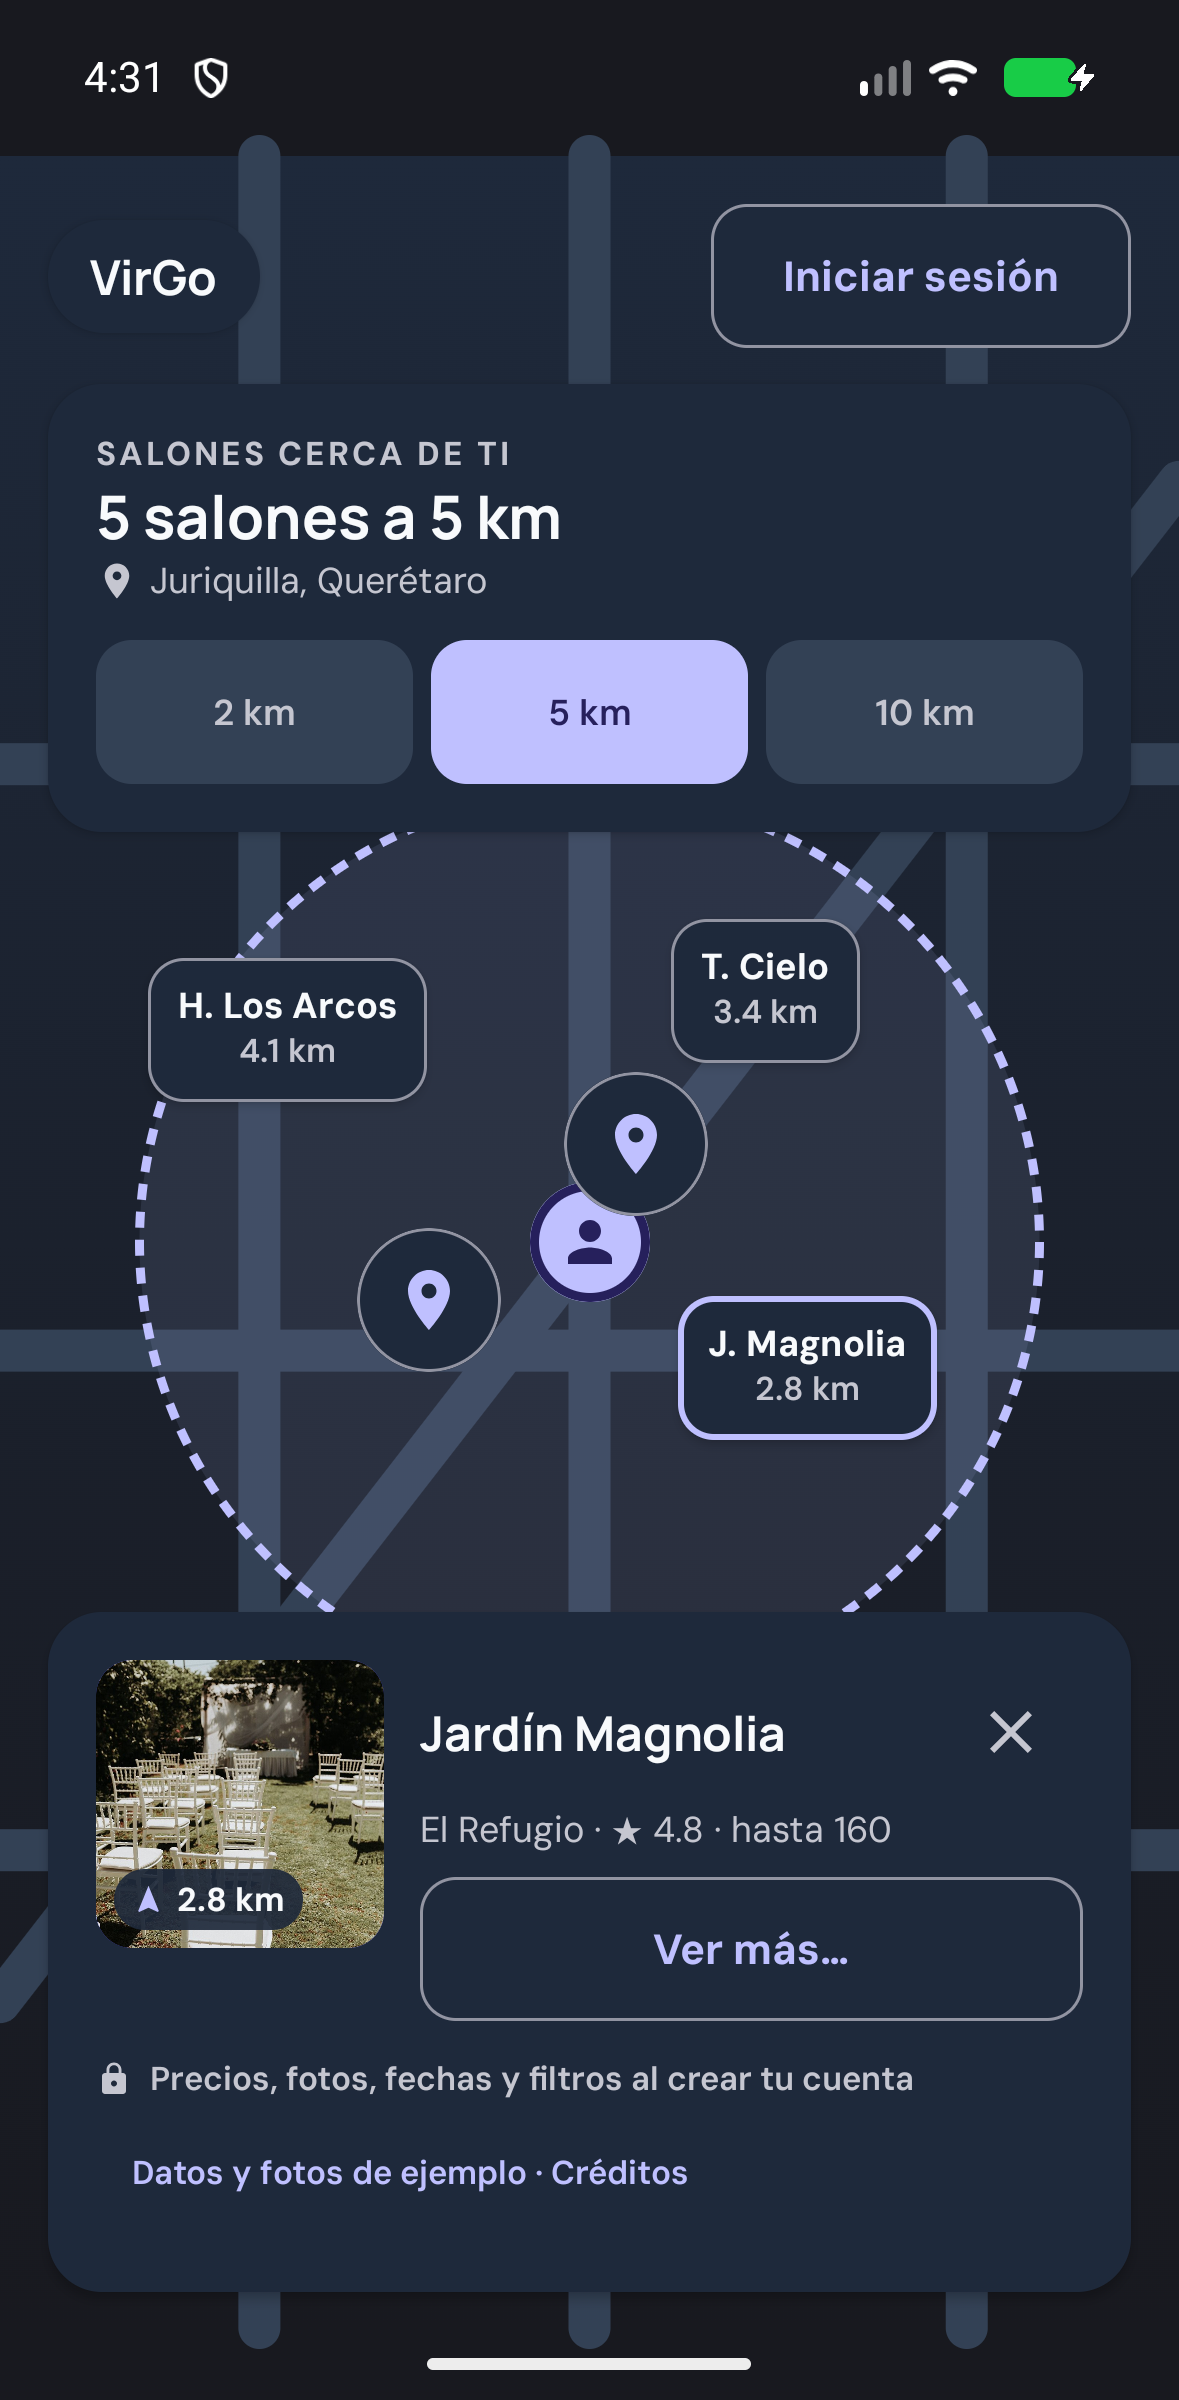 4:31
VirGo
Iniciar sesión
SALONES CERCA DE TI
5 salones a 5 km
Juriquilla, Querétaro
2 km
5 km
10 km
T. Cielo
3.4 km
H. Los Arcos
4.1 km
J. Magnolia
2.8 km
Jardín Magnolia
El Refugio · ★ 4.8 · hasta 160
2.8 km
Ver más...
Precios, fotos, fechas y filtros al crear tu cuenta
Datos y fotos de ejemplo · Créditos